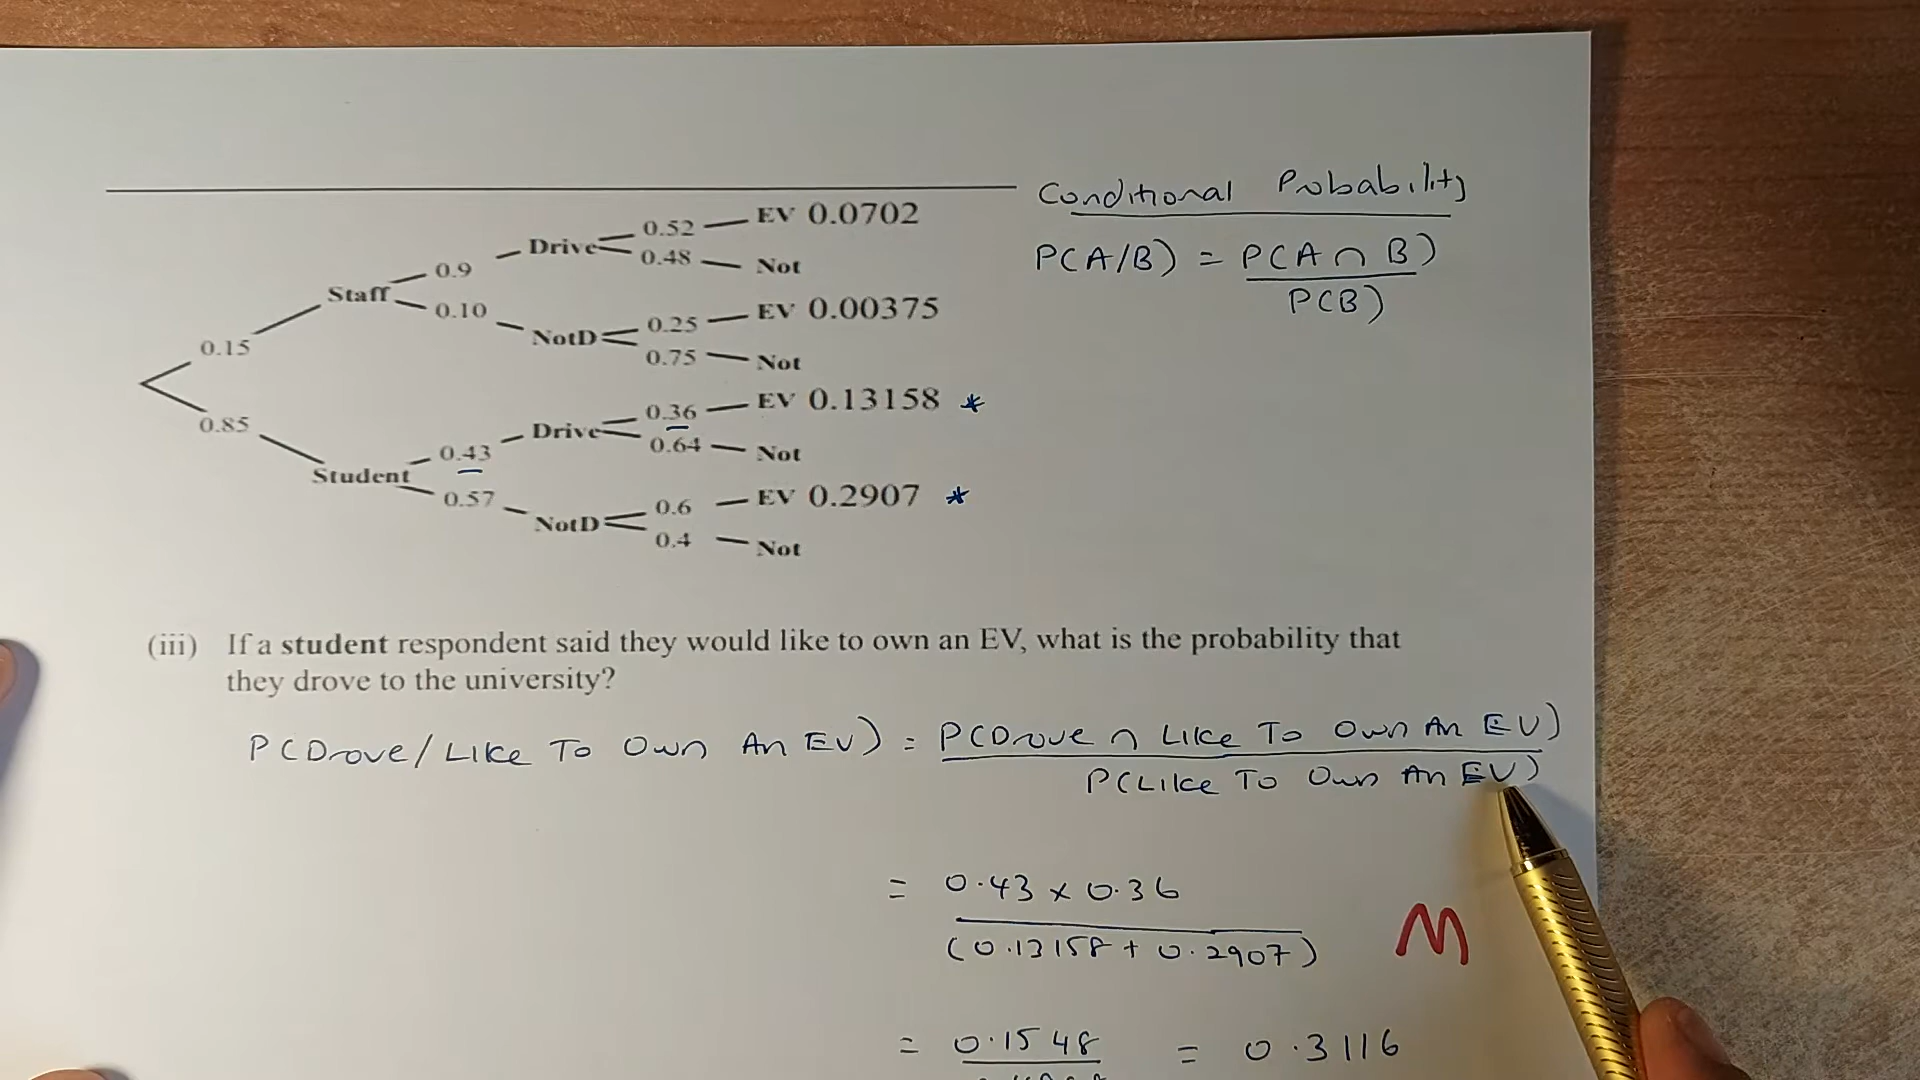 Conditional Probability
P(A/B) = P(A ∩ B)
P(B)
0.52 EV 0.0702
Drive
0.48 Not
0.9
Staff
0.10
0.25 EV 0.00375
NotD
0.75 Not
0.15
0.36 EV 0.13158 *
Drive
0.64 Not
0.85
0.43
Student
0.57
0.6 EV 0.2907 *
NotD
0.4 Not
(iii) If a student respondent said they would like to own an EV, what is the probability that
they drove to the university?
P(Drove/Like To Own An EV) = P(Drove ∩ Like To Own An EV)
P(Like To Own An EV)
= 0.43 x 0.36
(0.13158 + 0.2907)
M
= 0.1548 = 0.3116